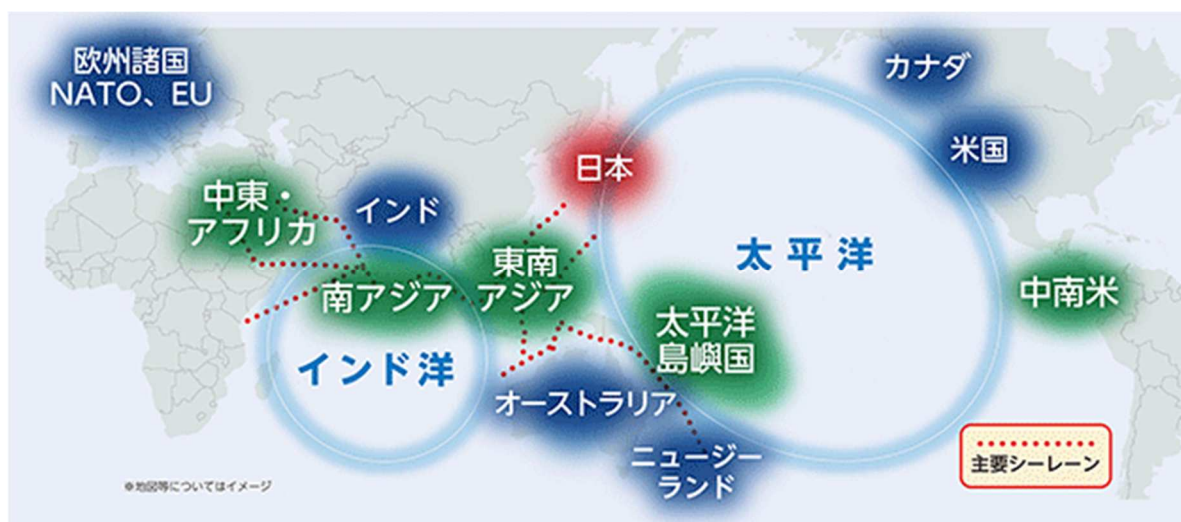 欧州諸国
NATO、EU
カナダ
米国
日本
中東・
アフリカ
インド
太平洋
東南
アジア
南アジア
中南米
太平洋
島嶼国
インド洋
オーストラリア
ニュージー
ランド
主要シーレーン
※地図等についてはイメージ